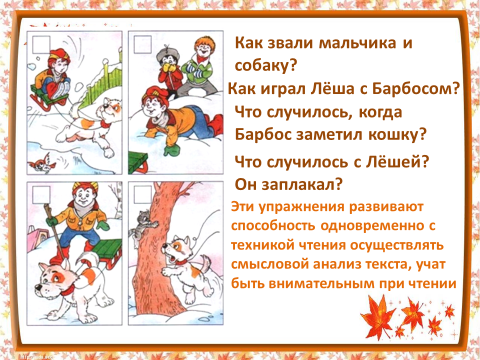 Как звали мальчика и
собаку?
Как играл Лёша с Барбосом?
Что случилось, когда
Барбос заметил кошку?
Что случилось с Лёшей?
Он заплакал?
Эти упражнения развивают
способность одновременно с
техникой чтения осуществлять
смысловой анализ текста, учат
быть внимательным при чтении